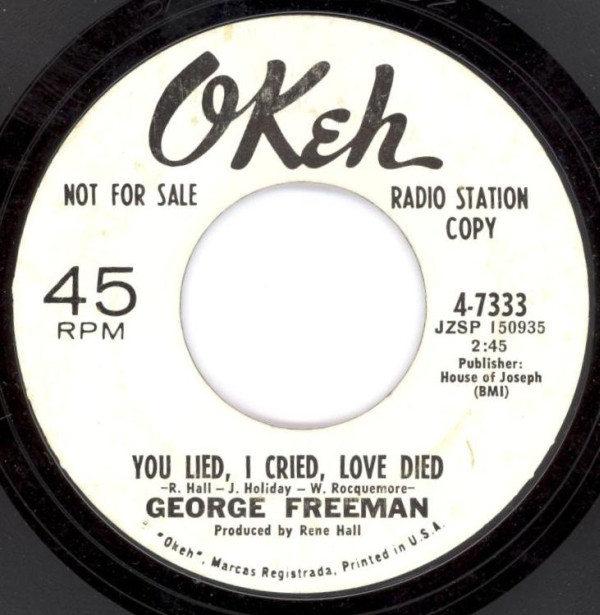 OKeh
NOT FOR SALE
RADIO STATION
COPY
45
RPM
4-7333
JZSP 150935
2:45
Publisher:
House of Joseph
(BMI)
YOU LIED, I CRIED, LOVE DIED
-R. Hall - J. Holiday - W. Rocquemore-
GEORGE FREEMAN
Produced by Rene Hall
"Okeh", Marcas Registrada. Printed in U.S.A.